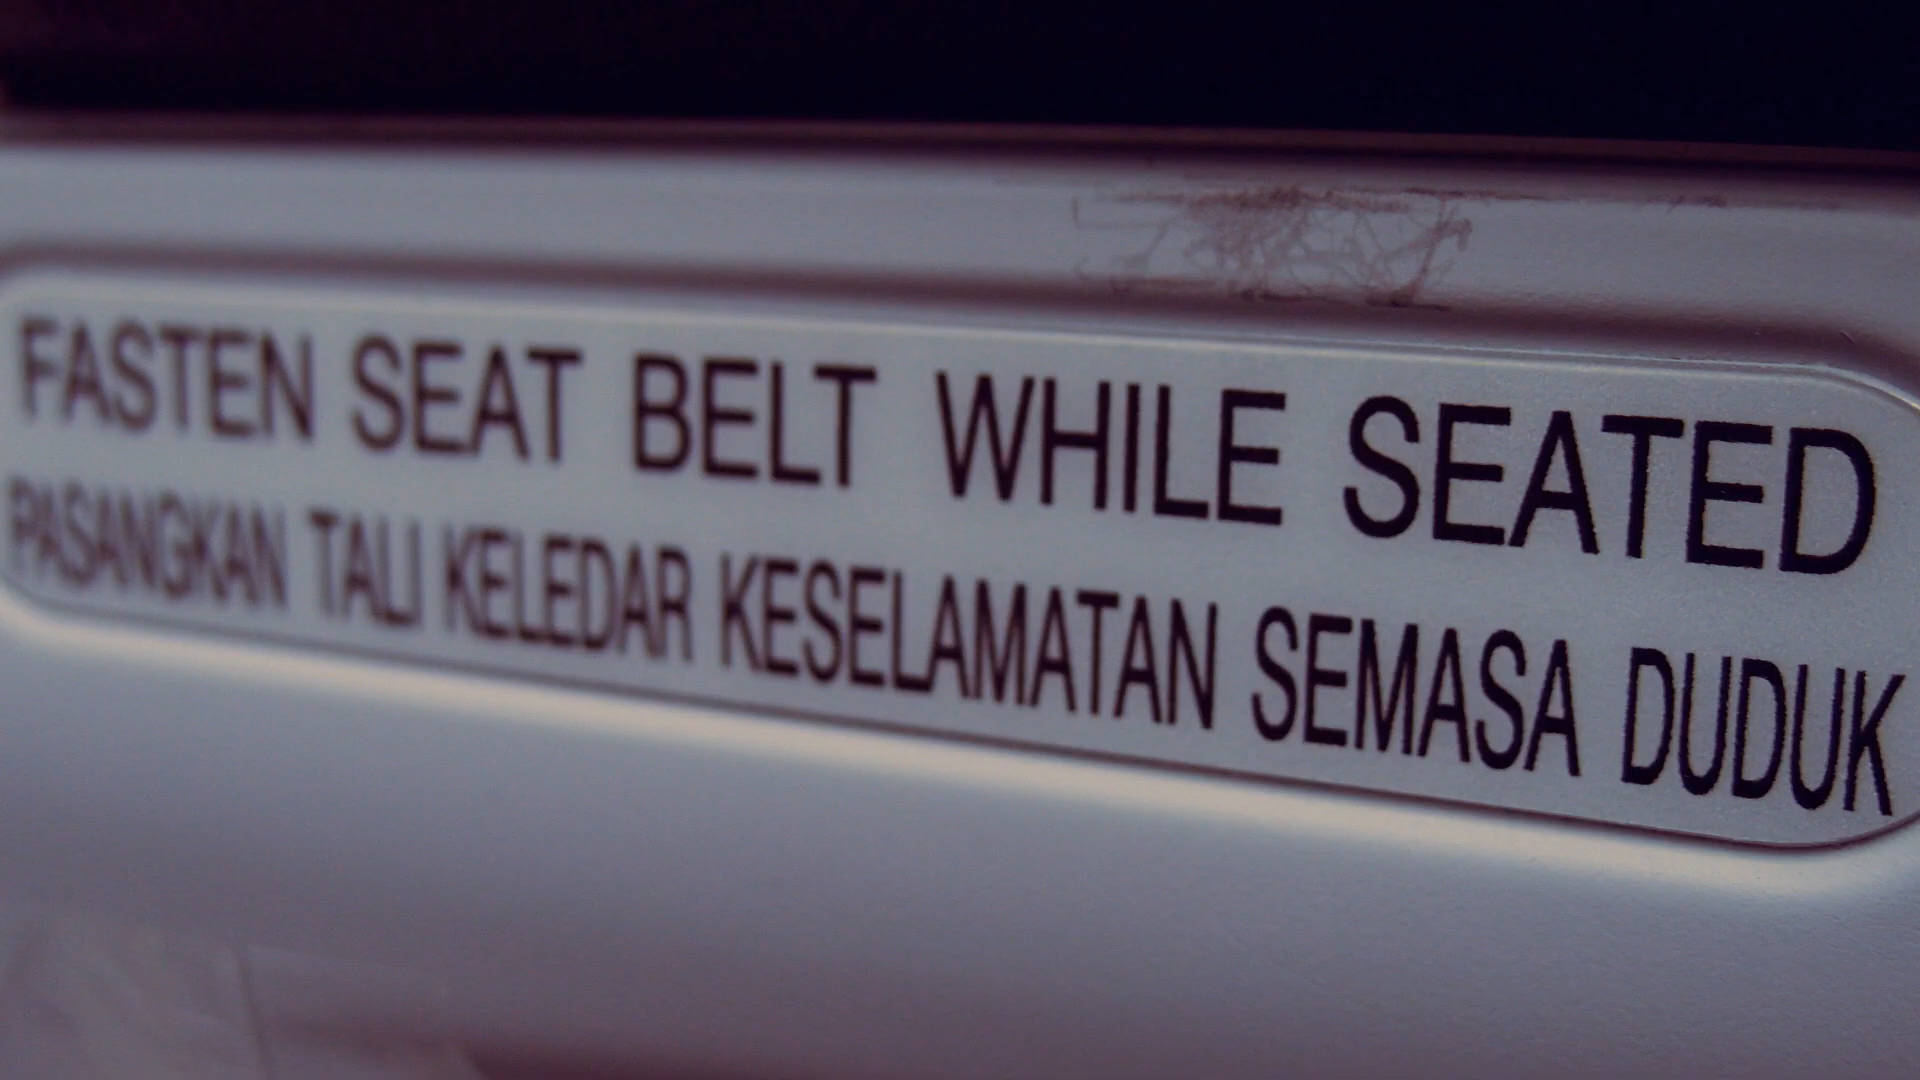 FASTEN SEAT BELT WHILE SEATED
PASANGKAN TALI KELEDAR KESELAMATAN SEMASA DUDUK